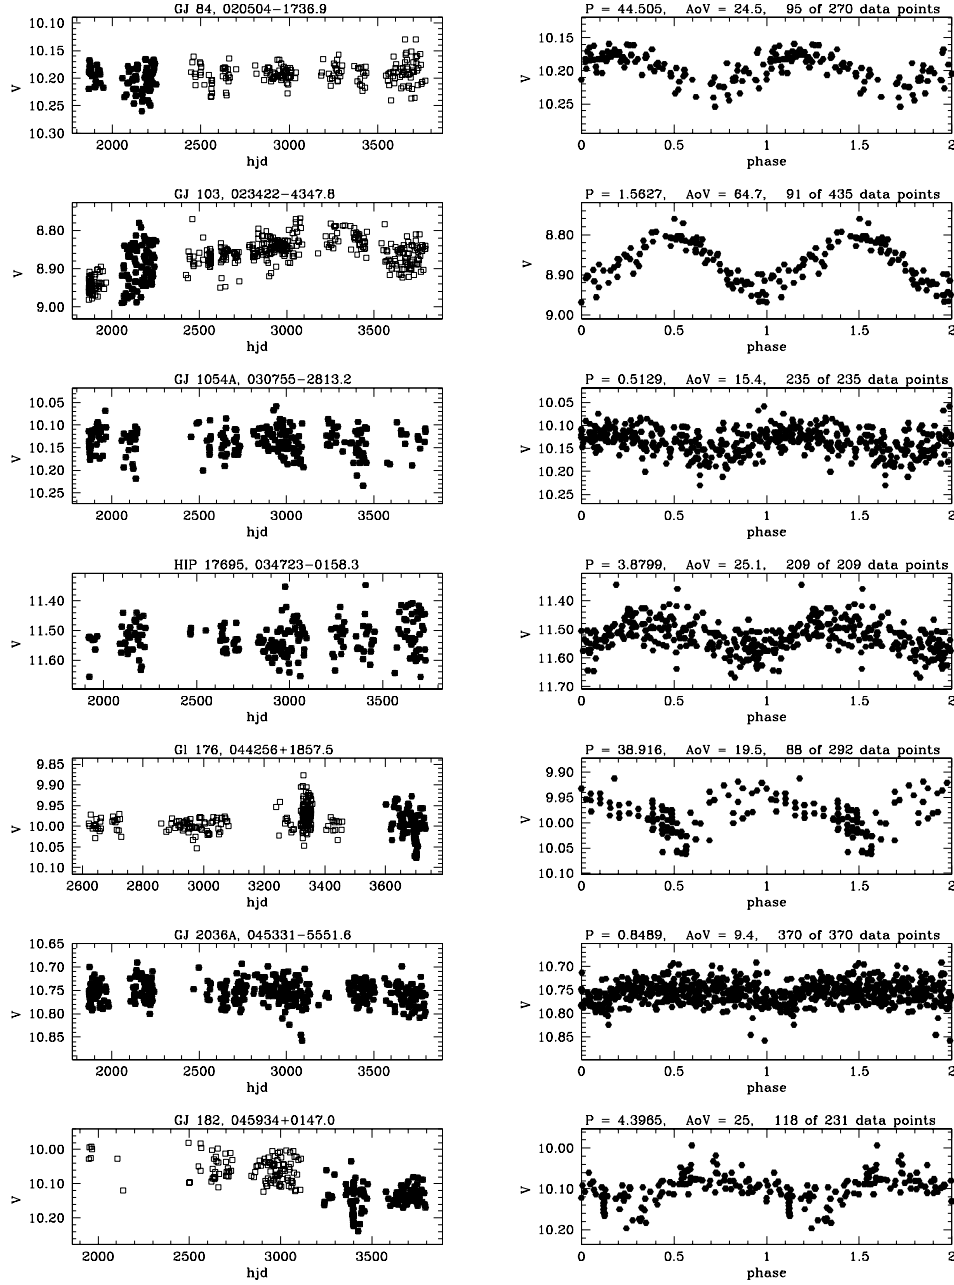 GJ 84, 020504-1736.9
P = 44.505, AoV = 24.5, 95 of 270 data points
10.10
10.15
10.20
10.25
10.30
V
2000 2500 3000 3500
hjd
10.15
10.20
10.25
V
0 0.5 1 1.5 2
phase
GJ 103, 023422-4347.8
P = 1.5627, AoV = 64.7, 91 of 435 data points
8.80
8.90
9.00
V
2000 2500 3000 3500
hjd
8.80
8.90
9.00
V
0 0.5 1 1.5 2
phase
GJ 1054A, 030755-2813.2
P = 0.5129, AoV = 15.4, 235 of 235 data points
10.05
10.10
10.15
10.20
10.25
V
2000 2500 3000 3500
hjd
10.05
10.10
10.15
10.20
10.25
V
0 0.5 1 1.5 2
phase
HIP 17695, 034723-0158.3
P = 3.8799, AoV = 25.1, 209 of 209 data points
11.40
11.50
11.60
V
2000 2500 3000 3500
hjd
11.40
11.50
11.60
11.70
V
0 0.5 1 1.5 2
phase
Gl 176, 044256+1857.5
P = 38.916, AoV = 19.5, 88 of 292 data points
9.85
9.90
9.95
10.00
10.05
10.10
V
2600 2800 3000 3200 3400 3600
hjd
9.90
9.95
10.00
10.05
10.10
V
0 0.5 1 1.5 2
phase
GJ 2036A, 045331-5551.6
P = 0.8489, AoV = 9.4, 370 of 370 data points
10.65
10.70
10.75
10.80
10.85
V
2000 2500 3000 3500
hjd
10.70
10.75
10.80
10.85
V
0 0.5 1 1.5 2
phase
GJ 182, 045934+0147.0
P = 4.3965, AoV = 25, 118 of 231 data points
10.00
10.10
10.20
V
2000 2500 3000 3500
hjd
10.00
10.10
10.20
V
0 0.5 1 1.5 2
phase